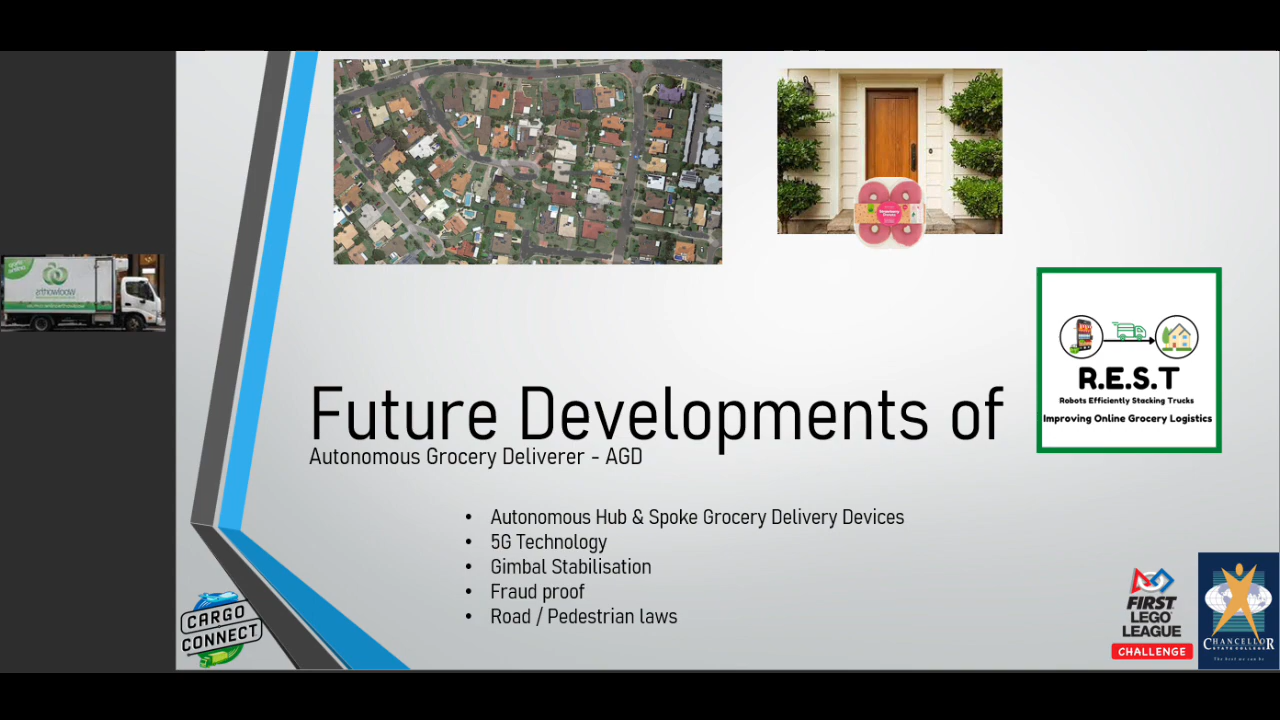 Future Developments of
Autonomous Grocery Deliverer - AGD
R.E.S.T
Robots Efficiently Stacking Trucks
Improving Online Grocery Logistics
• Autonomous Hub & Spoke Grocery Delivery Devices
• 5G Technology
• Gimbal Stabilisation
• Fraud proof
• Road / Pedestrian laws
CARGO
CONNECT
FIRST
LEGO
LEAGUE
CHALLENGE
CHANCELLOR
STATE COLLEGE